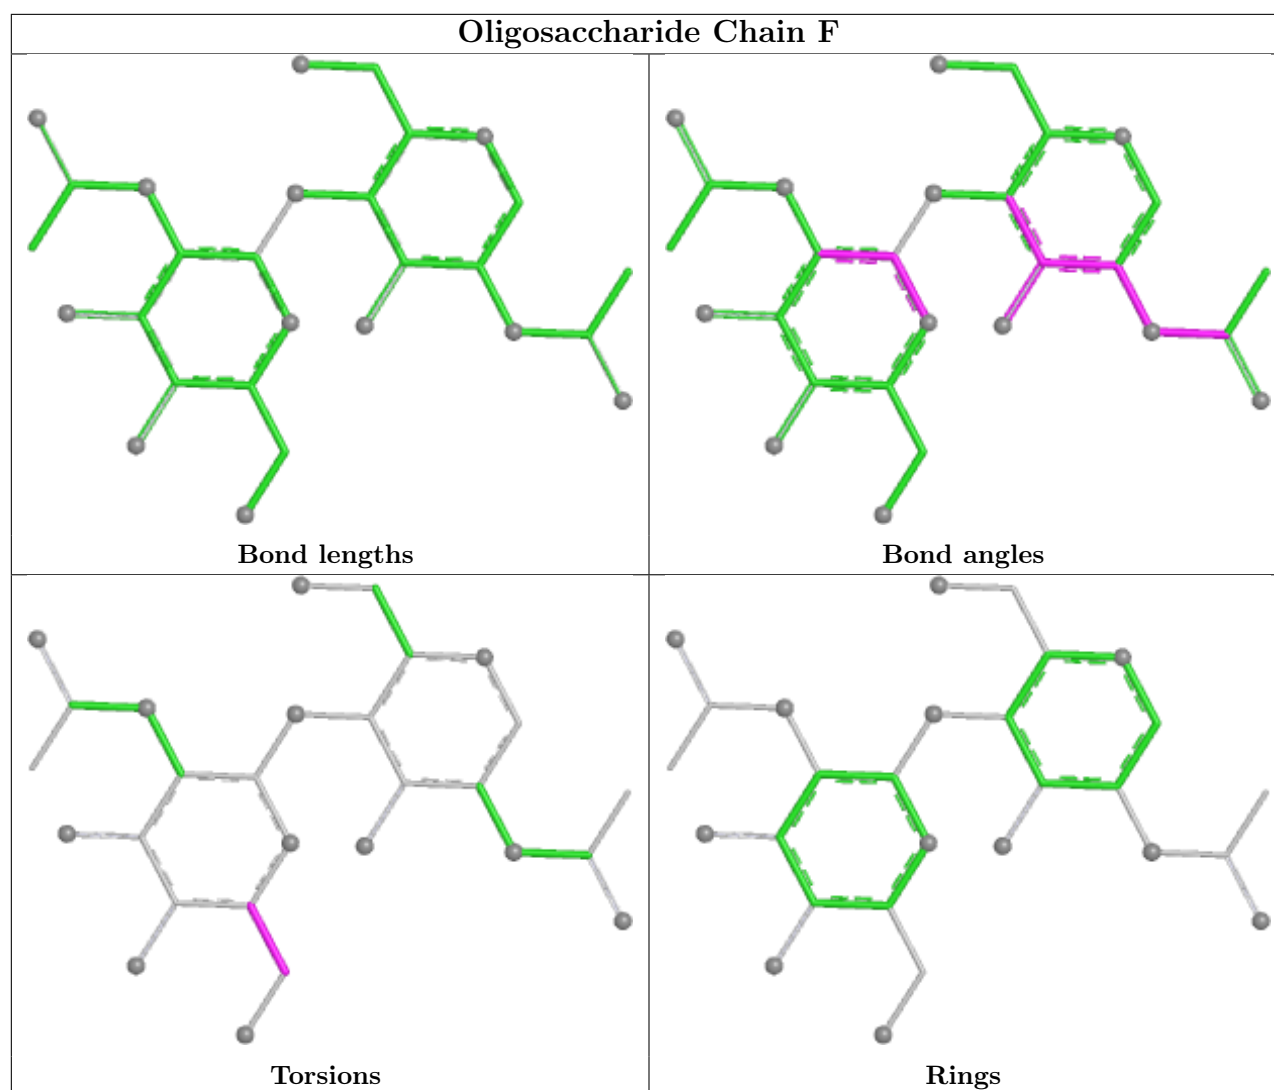 Oligosaccharide Chain F
Bond lengths
Bond angles
Torsions
Rings